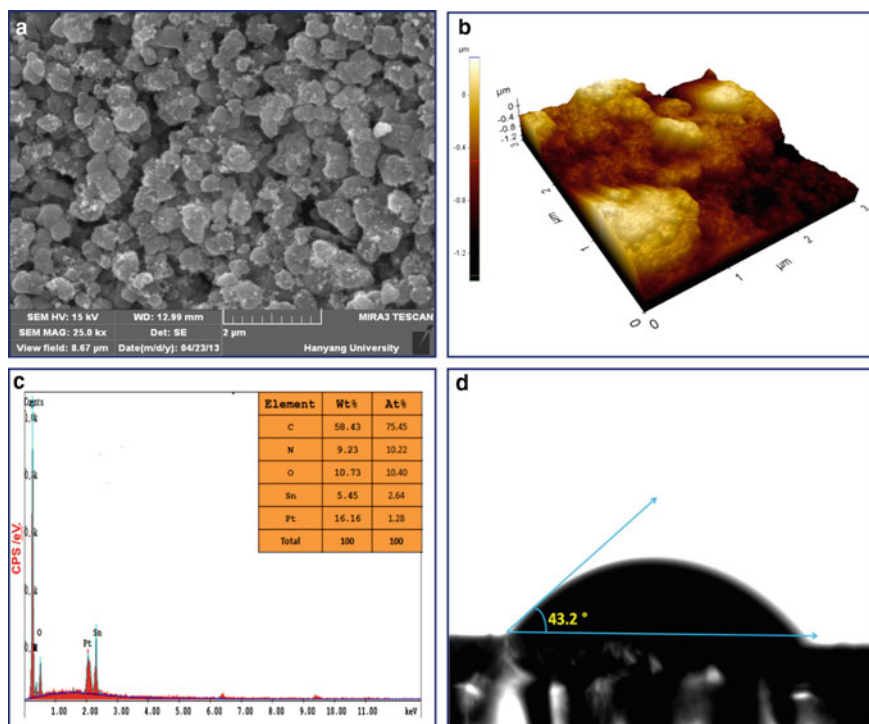 a
SEM HV: 15 kV WD: 12.99 mm MIRA3 TESCAN
SEM MAG: 25.0 kx Det: SE 2 µm
View field: 8.67 µm Date(m/d/y): 04/23/13 Hanyang University
b
µm
0
-0.4
-0.8
-1.2
µm
0
-0.4
-0.8
-1.2
3
2
µm
1
0
0
1
µm
2
3
c
Counts
CPS /eV.
Element Wt% At%
C 58.43 75.45
N 9.23 10.22
O 10.73 10.40
Sn 5.45 2.64
Pt 16.16 1.28
Total 100 100
O
Pt
Sn
1.00 2.00 3.00 4.00 5.00 6.00 7.00 8.00 9.00 10.00 11.00 keV
d
43.2 °